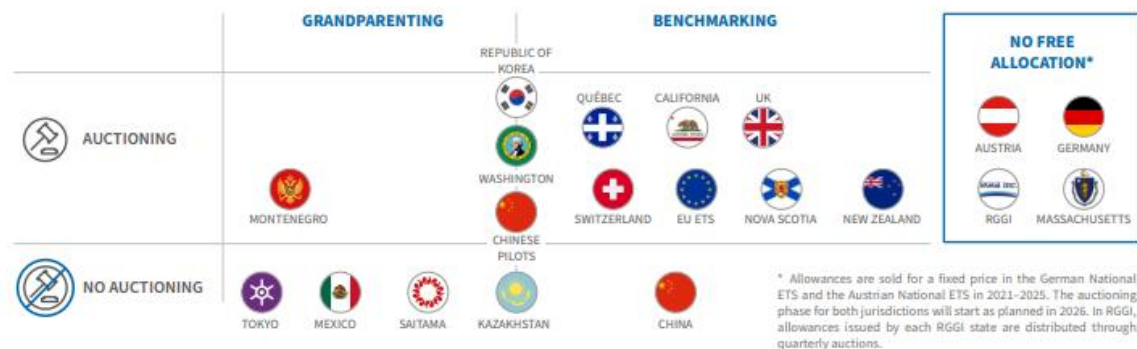 GRANDPARENTING
BENCHMARKING
NO FREE
ALLOCATION*
REPUBLIC OF
KOREA
AUCTIONING
QUÉBEC
CALIFORNIA
UK
AUSTRIA
GERMANY
WASHINGTON
MONTENEGRO
SWITZERLAND
EU ETS
NOVA SCOTIA
NEW ZEALAND
RGGI
MASSACHUSETTS
CHINESE
PILOTS
NO AUCTIONING
TOKYO
MEXICO
SAITAMA
KAZAKHSTAN
CHINA
* Allowances are sold for a fixed price in the German National
ETS and the Austrian National ETS in 2021–2025. The auctioning
phase for both jurisdictions will start as planned in 2026. In RGGI,
allowances issued by each RGGI state are distributed through
quarterly auctions.